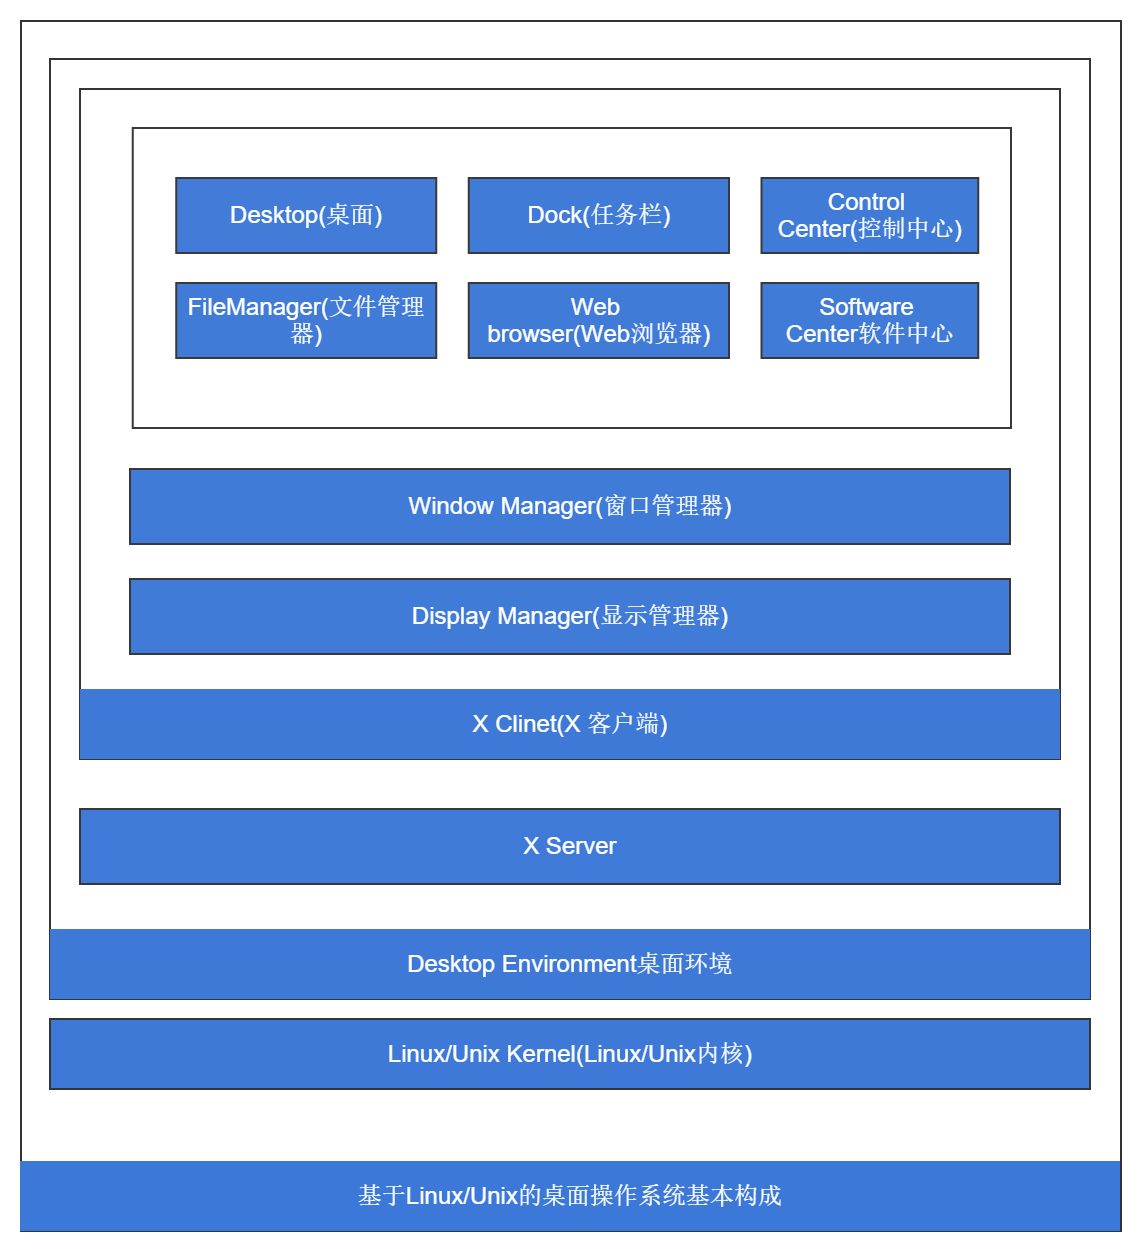 Desktop(桌面)
Dock(任务栏)
Control
Center(控制中心)
FileManager(文件管理
器)
Web
browser(Web浏览器)
Software
Center软件中心
Window Manager(窗口管理器)
Display Manager(显示管理器)
X Clinet(X 客户端)
X Server
Desktop Environment桌面环境
Linux/Unix Kernel(Linux/Unix内核)
基于Linux/Unix的桌面操作系统基本构成